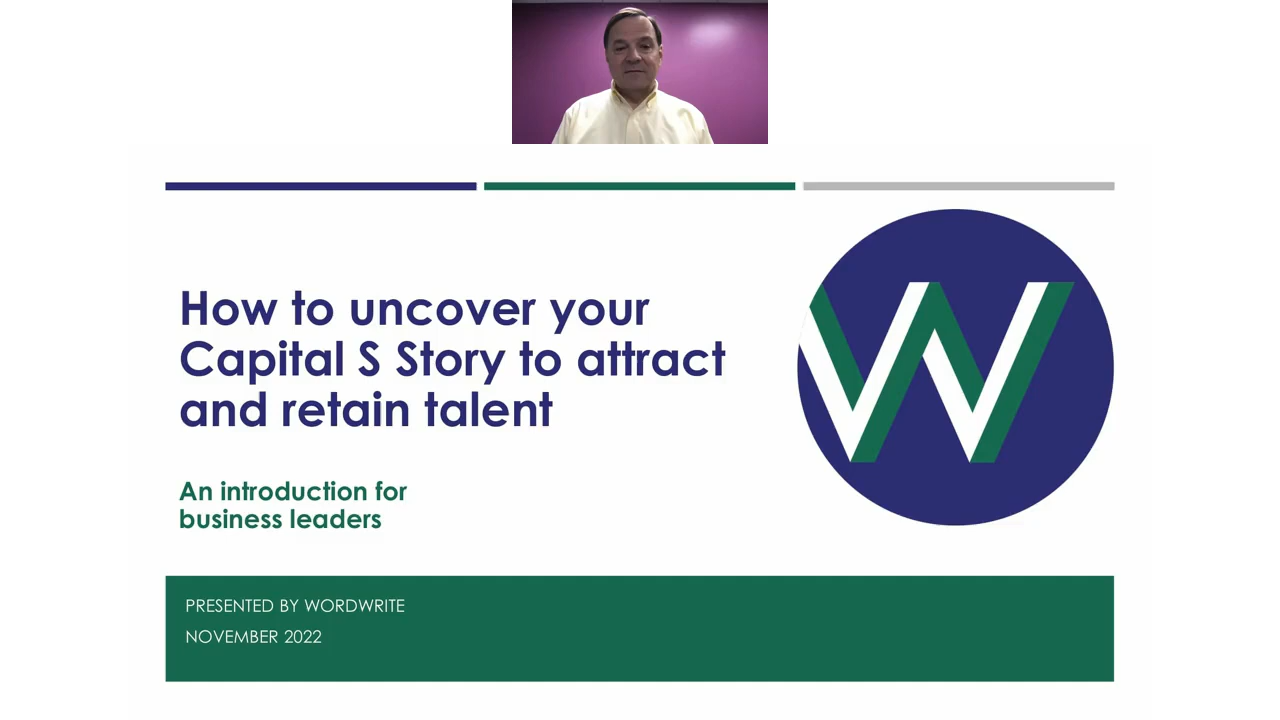 How to uncover your
Capital S Story to attract
and retain talent
An introduction for
business leaders
PRESENTED BY WORDWRITE
NOVEMBER 2022
W